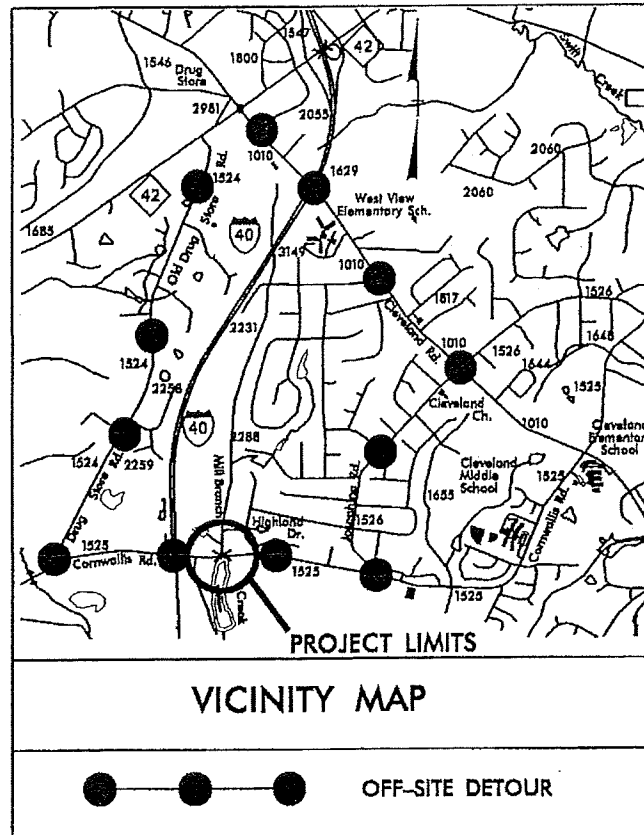 1547
42
1546
1800
Drug
Store
Swift
Creek
2981
2055
1010
2060
1524
Rd.
1629
2060
42
Store
West View
Elementary Sch.
1685
Old Drug
40
3149
1010
1817
1526
2231
Cleveland Rd.
1010
1648
1524
1526
1644
2258
1525
Cleveland
Ch.
1010
Cleveland
Elementary
School
40
2288
1524
2259
Cleveland
Middle
School
1525
Drug Store Rd.
Mill Branch
1655
Cornwallis Rd.
Highland
Dr.
1526
1525
Cornwallis Rd.
1525
1525
Creek
PROJECT LIMITS
VICINITY MAP
OFF-SITE DETOUR